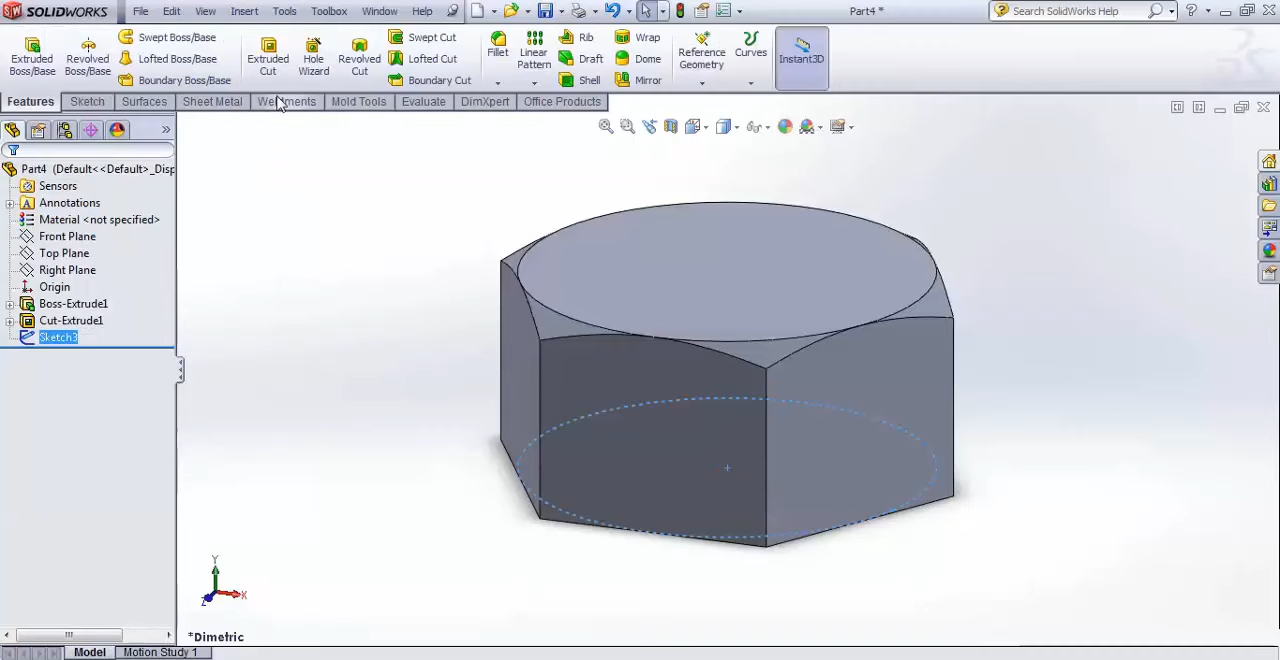 SOLIDWORKS File Edit View Insert Tools Toolbox Window Help Part4 * Search SolidWorks Help
Extruded Boss/Base
Revolved Boss/Base
Swept Boss/Base
Lofted Boss/Base
Boundary Boss/Base
Extruded Cut
Hole Wizard
Revolved Cut
Swept Cut
Lofted Cut
Boundary Cut
Fillet
Linear Pattern
Rib
Draft
Shell
Wrap
Dome
Mirror
Reference Geometry
Curves
Instant3D
Features Sketch Surfaces Sheet Metal Weldments Mold Tools Evaluate DimXpert Office Products
Part4 (Default<<Default>_Disp
Sensors
Annotations
Material <not specified>
Front Plane
Top Plane
Right Plane
Origin
Boss-Extrude1
Cut-Extrude1
Sketch3
Y
X
Z
*Dimetric
Model Motion Study 1